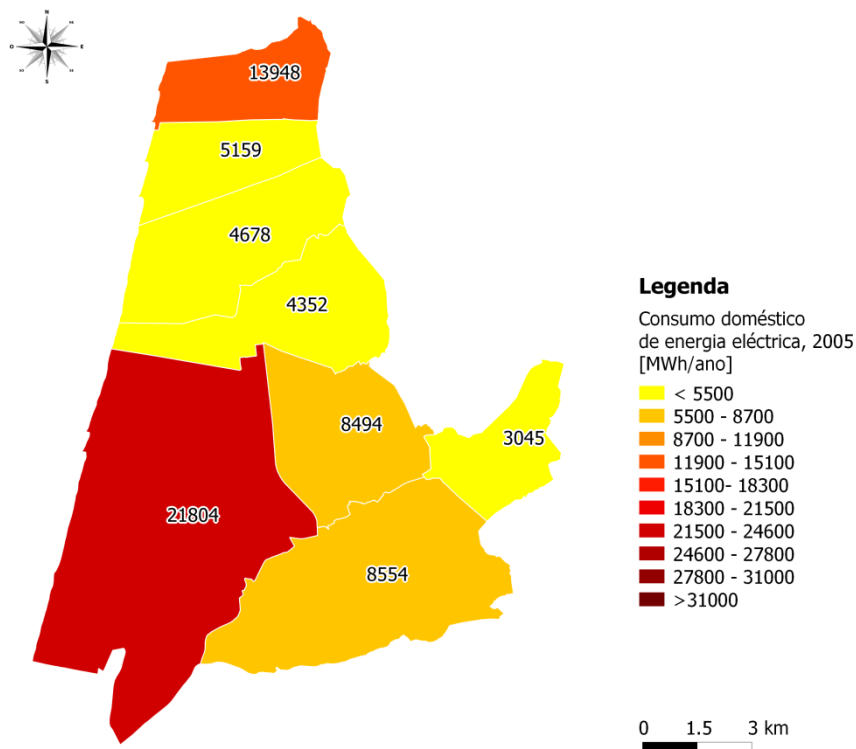 N
O
E
S
13948
5159
4678
4352
8494
3045
21804
8554
Legenda
Consumo doméstico
de energia eléctrica, 2005
[MWh/ano]
< 5500
5500 - 8700
8700 - 11900
11900 - 15100
15100- 18300
18300 - 21500
21500 - 24600
24600 - 27800
27800 - 31000
>31000
0 1.5 3 km